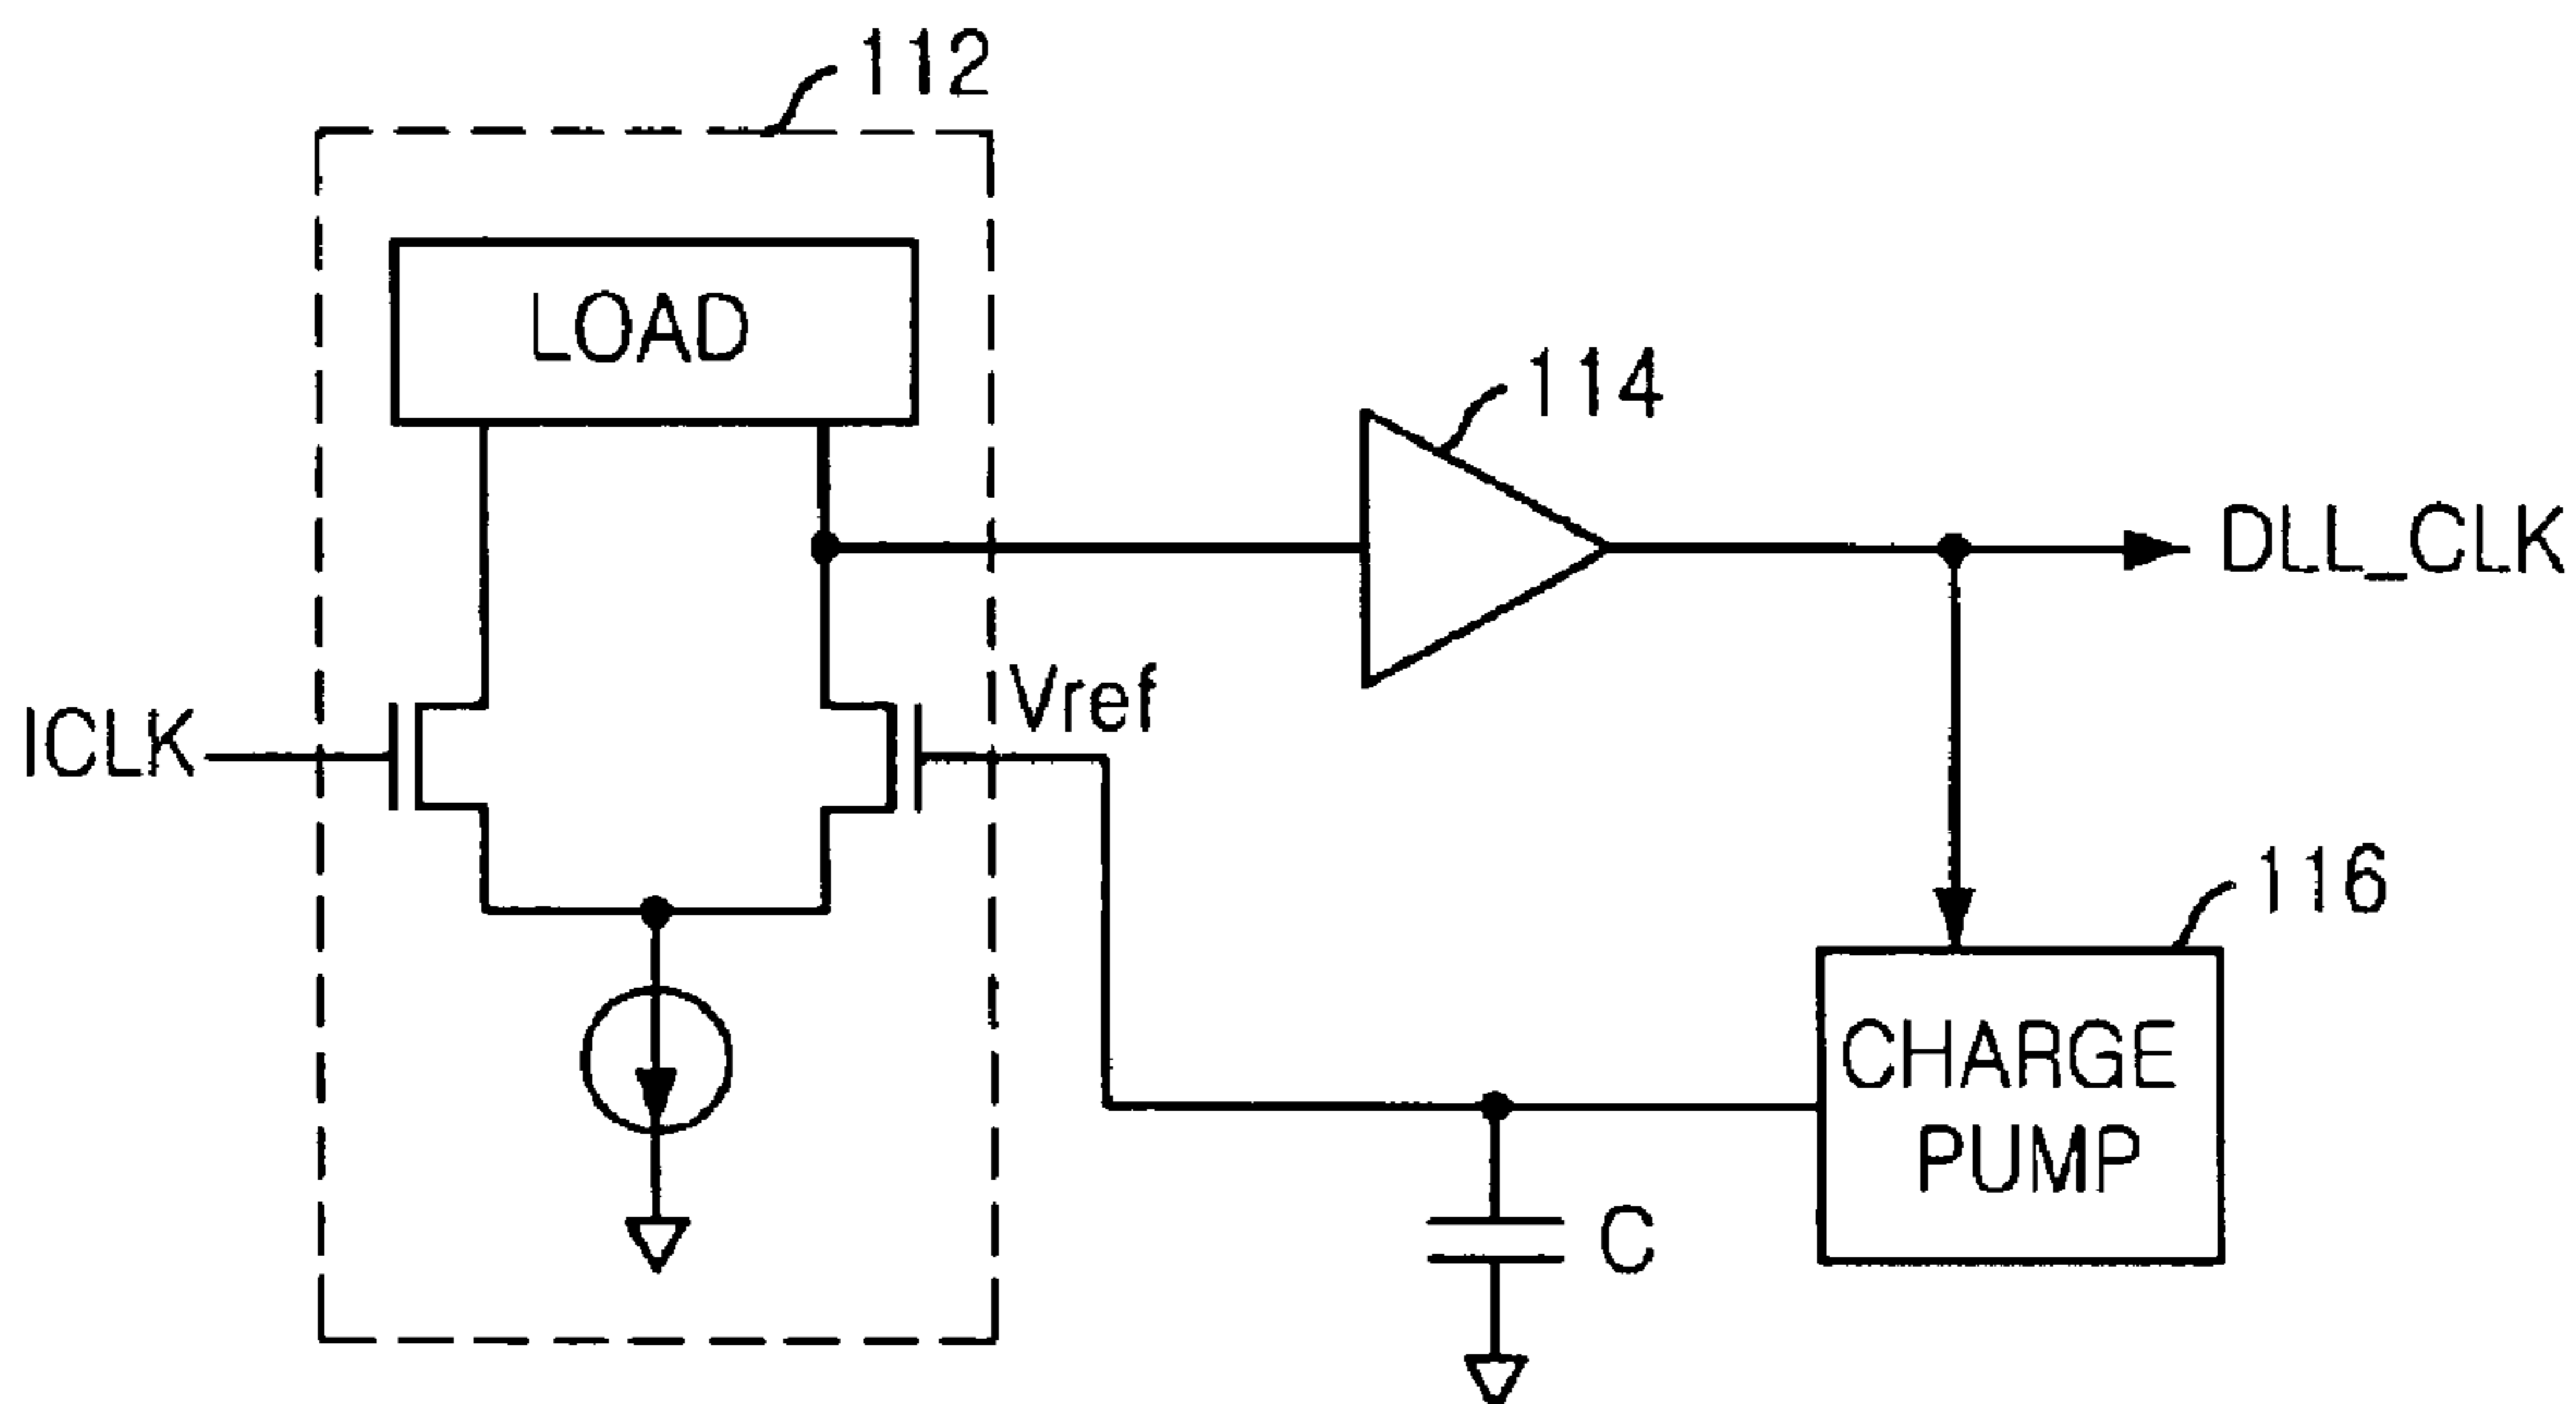 112
LOAD
114
DLL_CLK
ICLK
Vref
116
CHARGE
PUMP
C